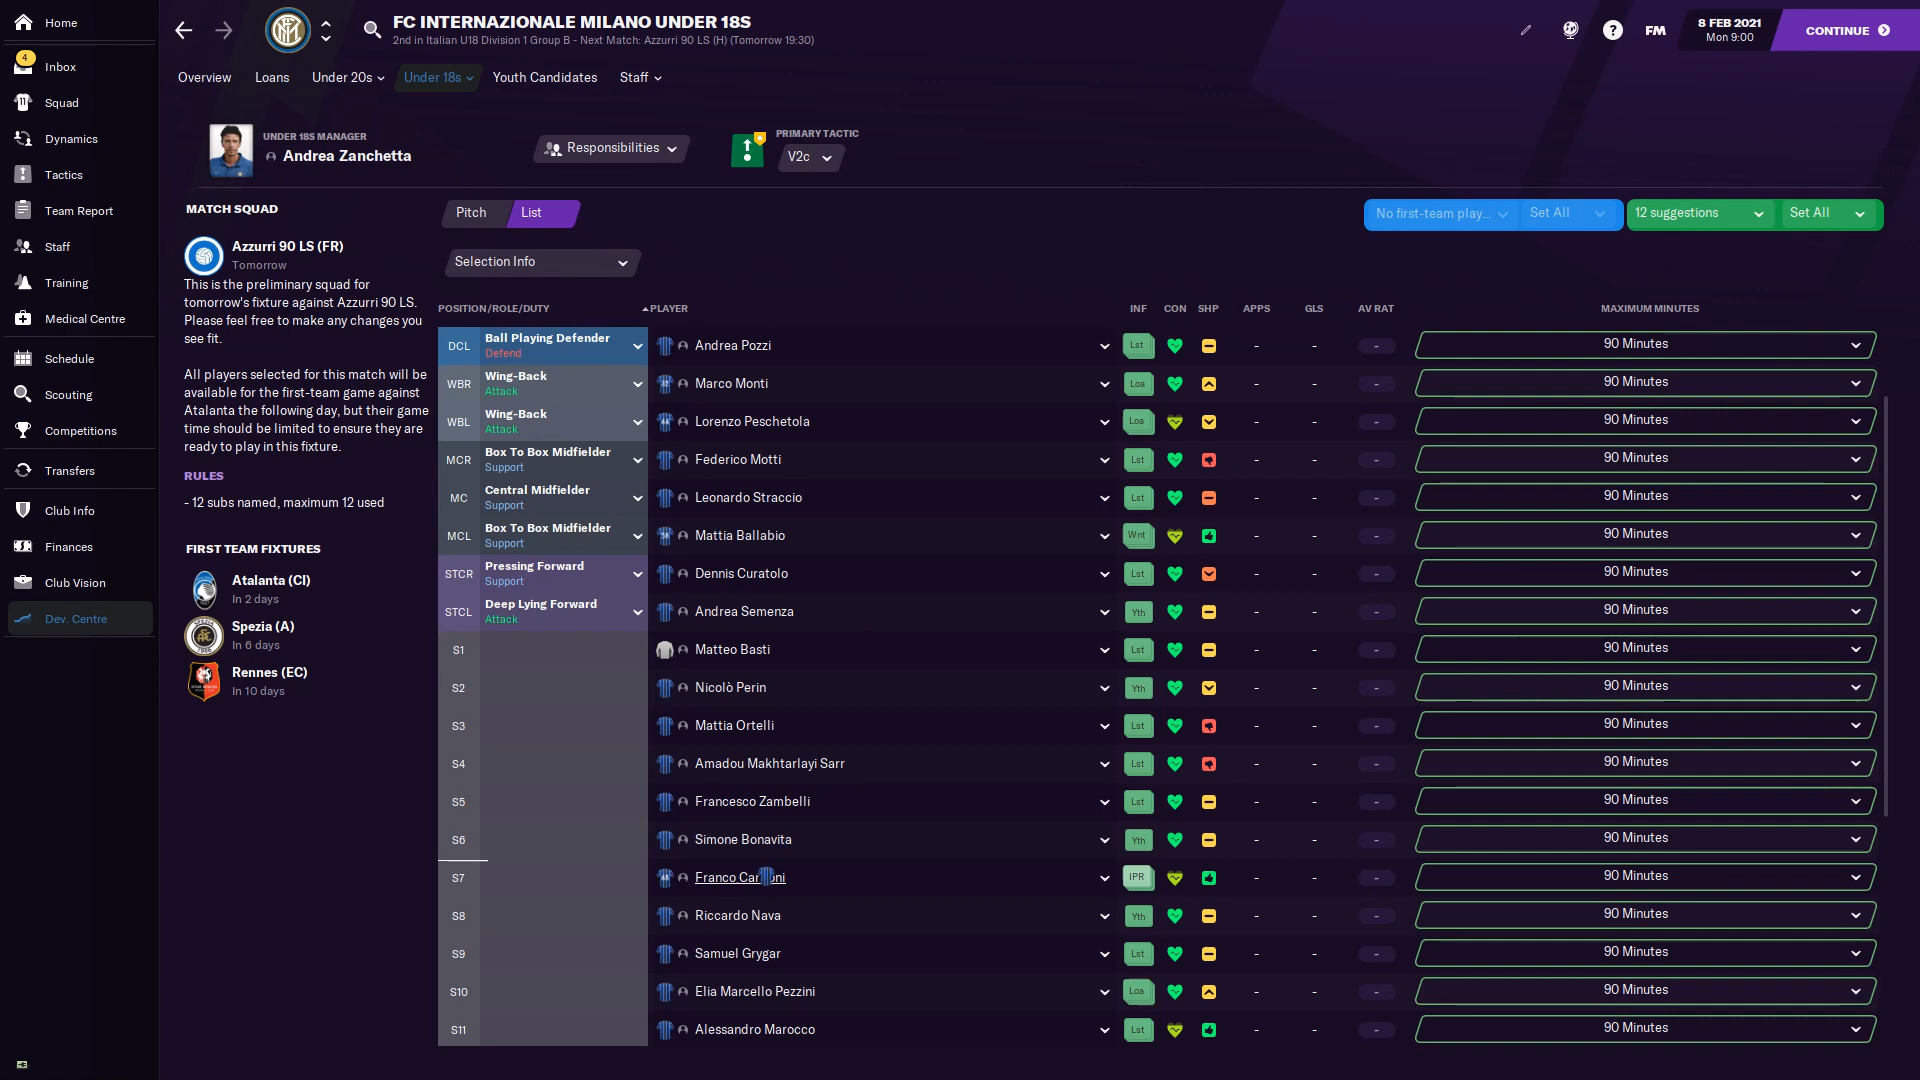 Home
4
Inbox
Squad
Dynamics
Tactics
Team Report
Staff
Training
Medical Centre
Schedule
Scouting
Competitions
Transfers
Club Info
Finances
Club Vision
Dev. Centre
FC INTERNAZIONALE MILANO UNDER 18S
2nd in Italian U18 Division 1 Group B - Next Match: Azzurri 90 LS (H) (Tomorrow 19:30)
FM
8 FEB 2021
Mon 9:00
CONTINUE
Overview Loans Under 20s Under 18s Youth Candidates Staff
UNDER 18S MANAGER
Andrea Zanchetta
Responsibilities
PRIMARY TACTIC
V2c
MATCH SQUAD
Azzurri 90 LS (FR)
Tomorrow
This is the preliminary squad for
tomorrow's fixture against Azzurri 90 LS.
Please feel free to make any changes you
see fit.
All players selected for this match will be
available for the first-team game against
Atalanta the following day, but their game
time should be limited to ensure they are
ready to play in this fixture.
RULES
- 12 subs named, maximum 12 used
FIRST TEAM FIXTURES
Atalanta (CI)
In 2 days
Spezia (A)
In 6 days
Rennes (EC)
In 10 days
Pitch List
No first-team play... Set All 12 suggestions Set All
Selection Info
POSITION/ROLE/DUTY PLAYER INF CON SHP APPS GLS AV RAT MAXIMUM MINUTES
DCL Ball Playing Defender Defend Andrea Pozzi Lst - - - 90 Minutes
WBR Wing-Back Attack Marco Monti Loa - - - 90 Minutes
WBL Wing-Back Attack Lorenzo Peschetola Loa - - - 90 Minutes
MCR Box To Box Midfielder Support Federico Motti Lst - - - 90 Minutes
MC Central Midfielder Support Leonardo Straccio Lst - - - 90 Minutes
MCL Box To Box Midfielder Support Mattia Ballabio Wnt - - - 90 Minutes
STCR Pressing Forward Support Dennis Curatolo Lst - - - 90 Minutes
STCL Deep Lying Forward Attack Andrea Semenza Yth - - - 90 Minutes
S1 Matteo Basti Lst - - - 90 Minutes
S2 Nicolò Perin Yth - - - 90 Minutes
S3 Mattia Ortelli Lst - - - 90 Minutes
S4 Amadou Makhtarlayi Sarr Lst - - - 90 Minutes
S5 Francesco Zambelli Lst - - - 90 Minutes
S6 Simone Bonavita Yth - - - 90 Minutes
S7 Franco IPR - - - 90 Minutes
S8 Riccardo Nava Yth - - - 90 Minutes
S9 Samuel Grygar Lst - - - 90 Minutes
S10 Elia Marcello Pezzini Loa - - - 90 Minutes
S11 Alessandro Marocco Lst - - - 90 Minutes